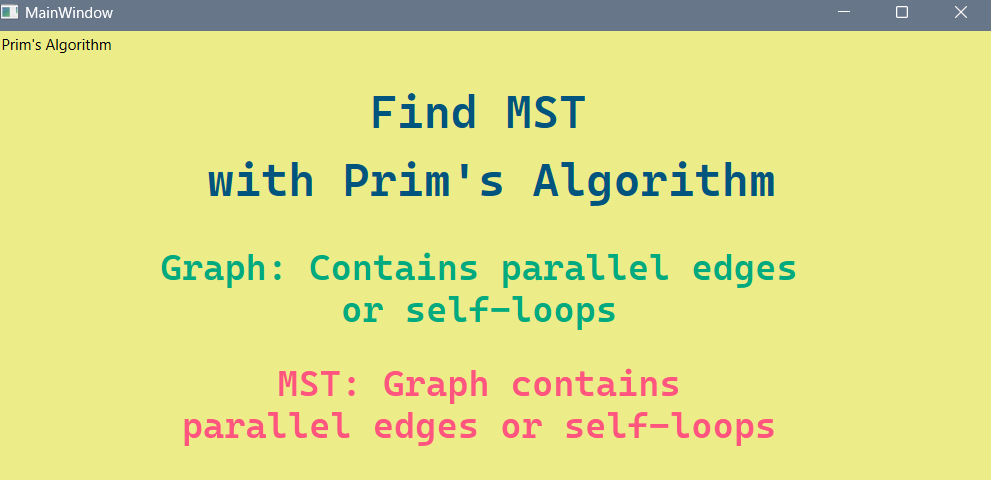 MainWindow
Prim's Algorithm
Find MST
with Prim's Algorithm
Graph: Contains parallel edges
or self-loops
MST: Graph contains
parallel edges or self-loops